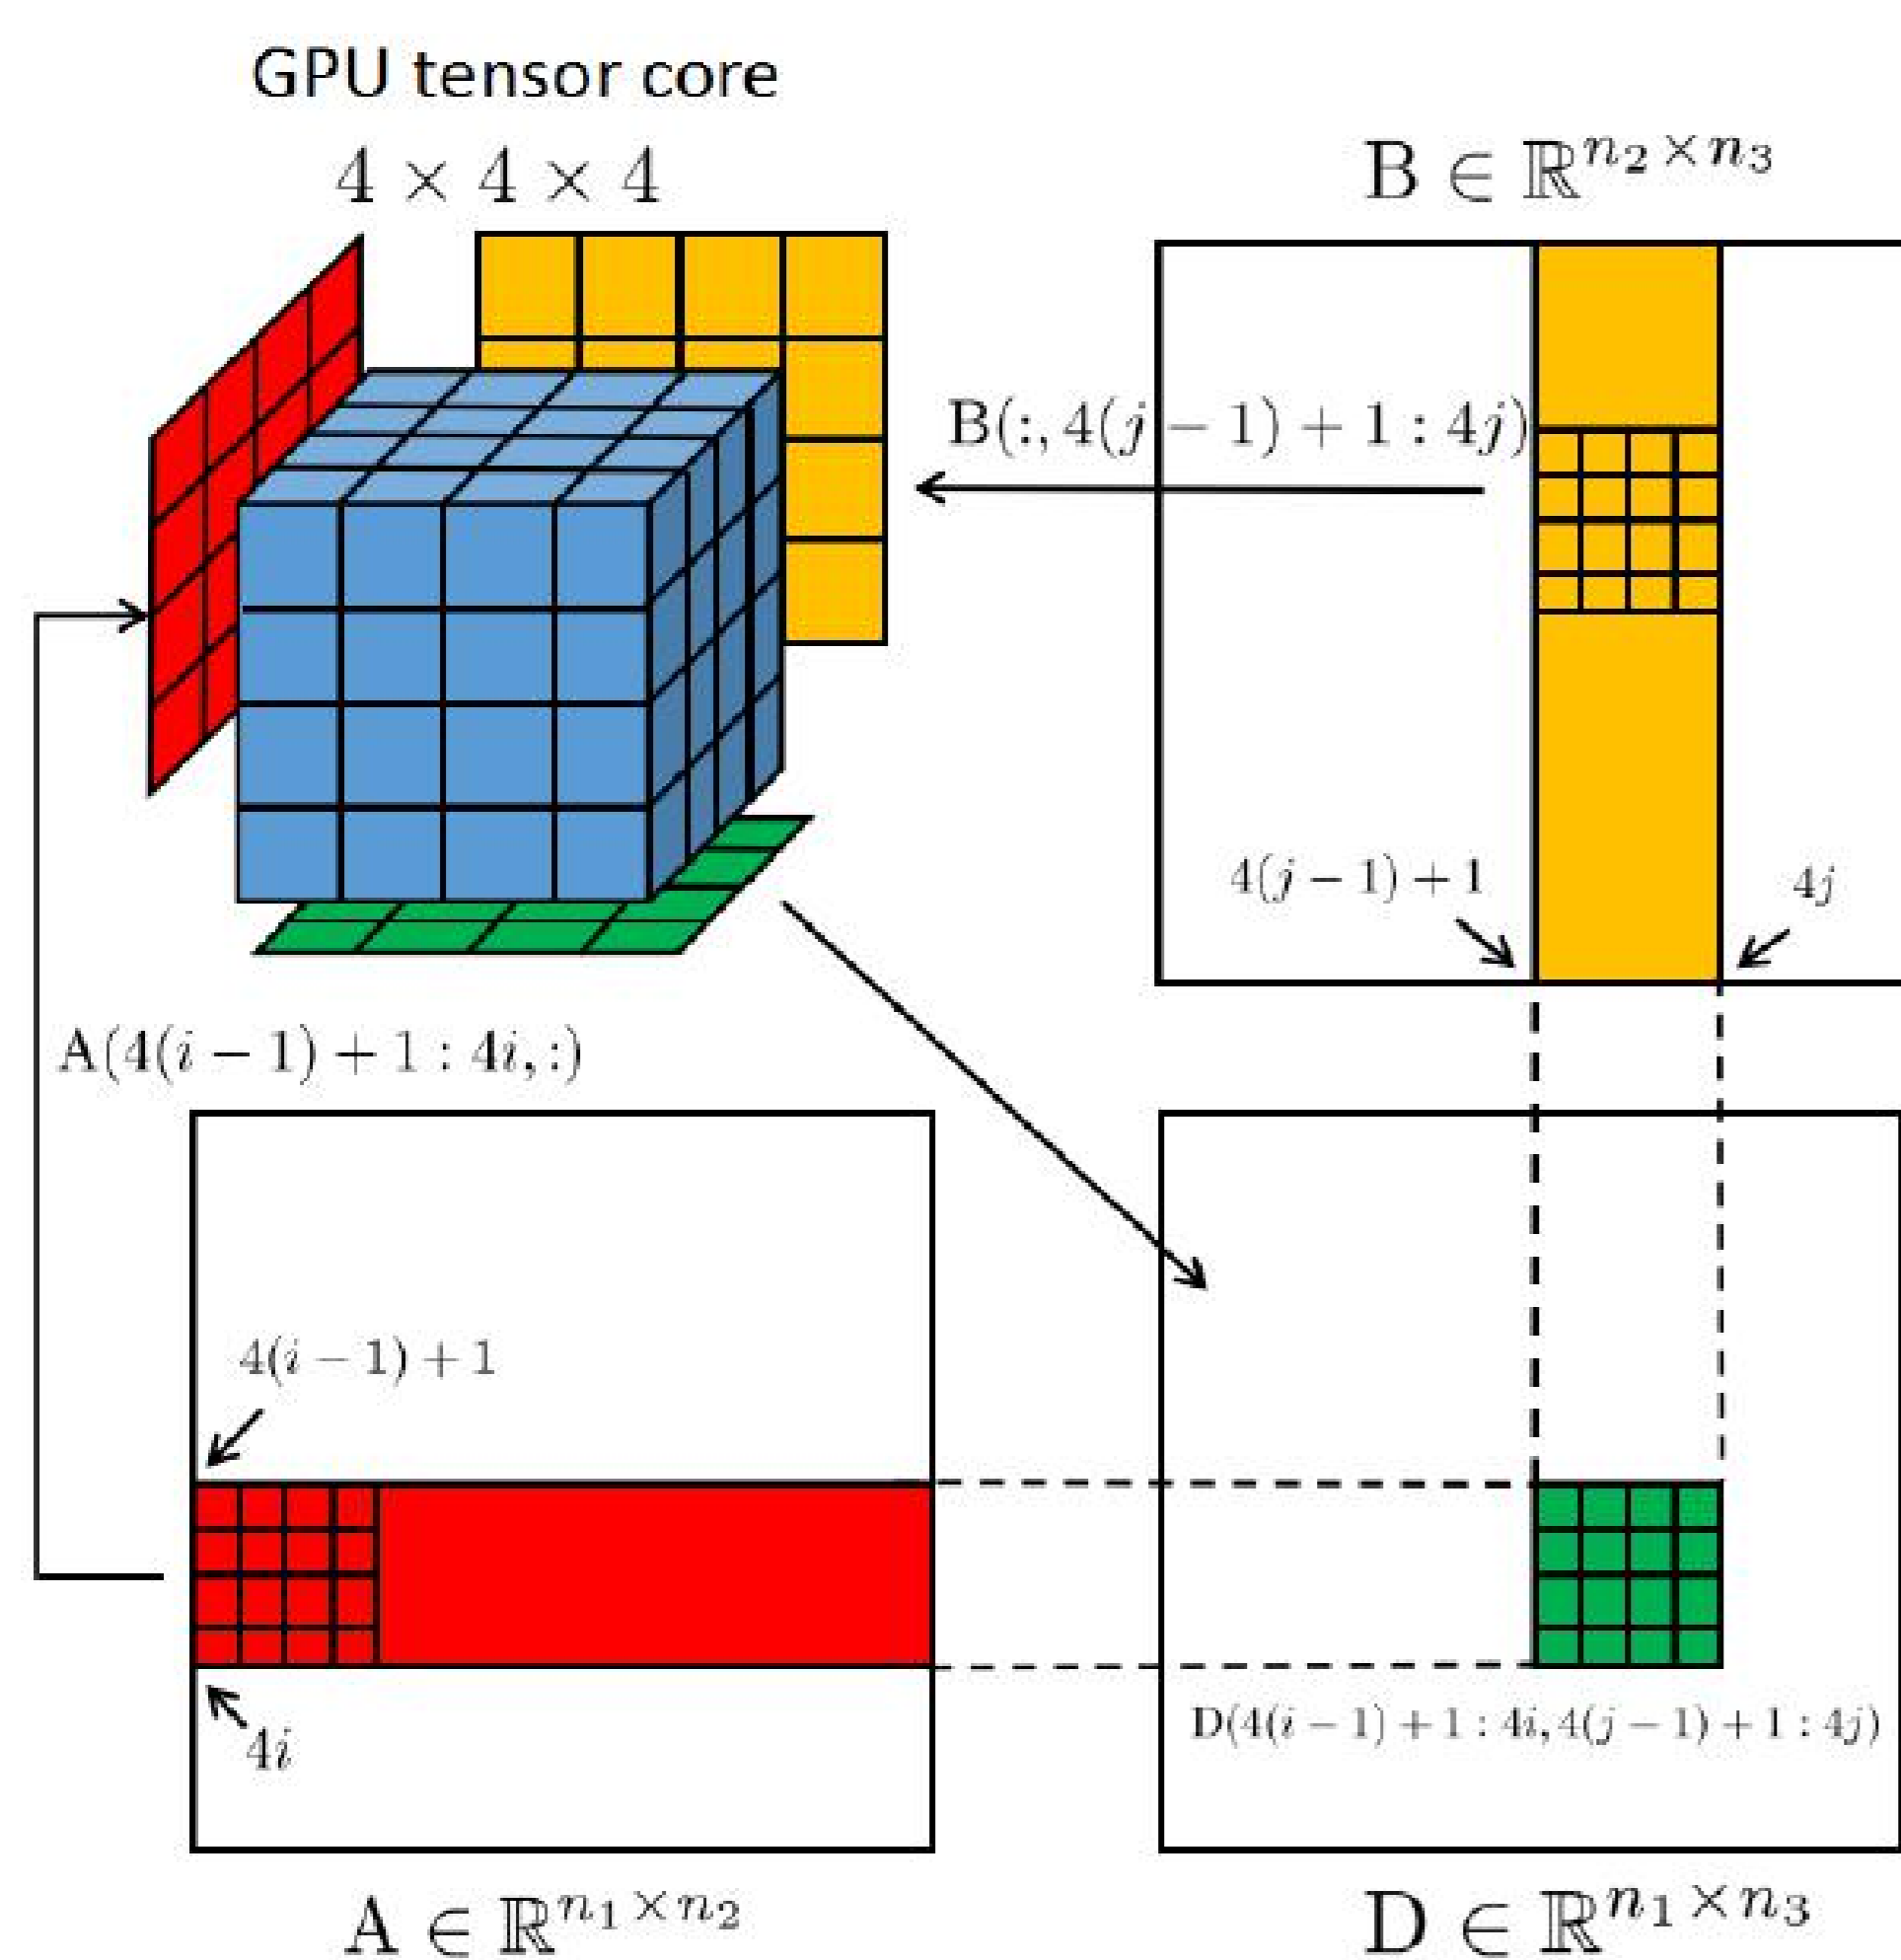 GPU tensor core
4 × 4 × 4
B ∈ ℝ^{n₂×n₃}
B(:, 4(j − 1) + 1 : 4j)
4(j − 1) + 1
4j
A(4(i − 1) + 1 : 4i, :)
4(i − 1) + 1
4i
D(4(i − 1) + 1 : 4i, 4(j − 1) + 1 : 4j)
A ∈ ℝ^{n₁×n₂}
D ∈ ℝ^{n₁×n₃}